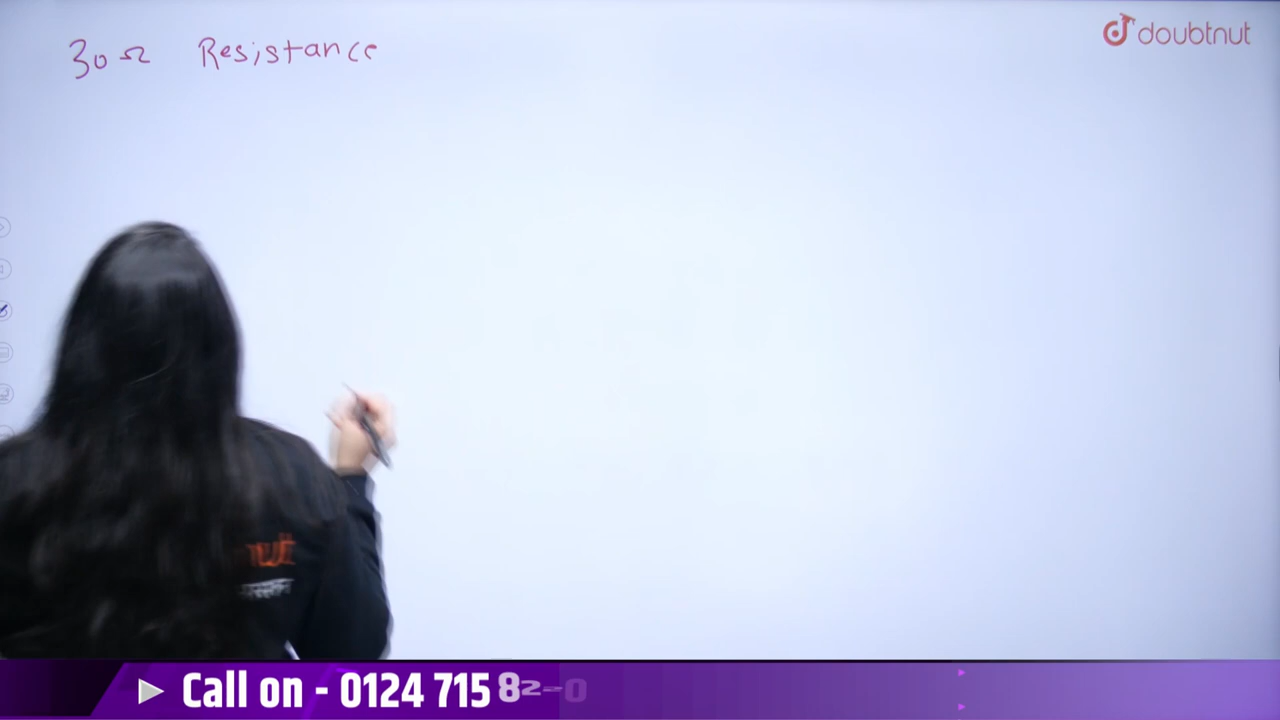 30Ω Resistance
doubtnut
Call on - 0124 715